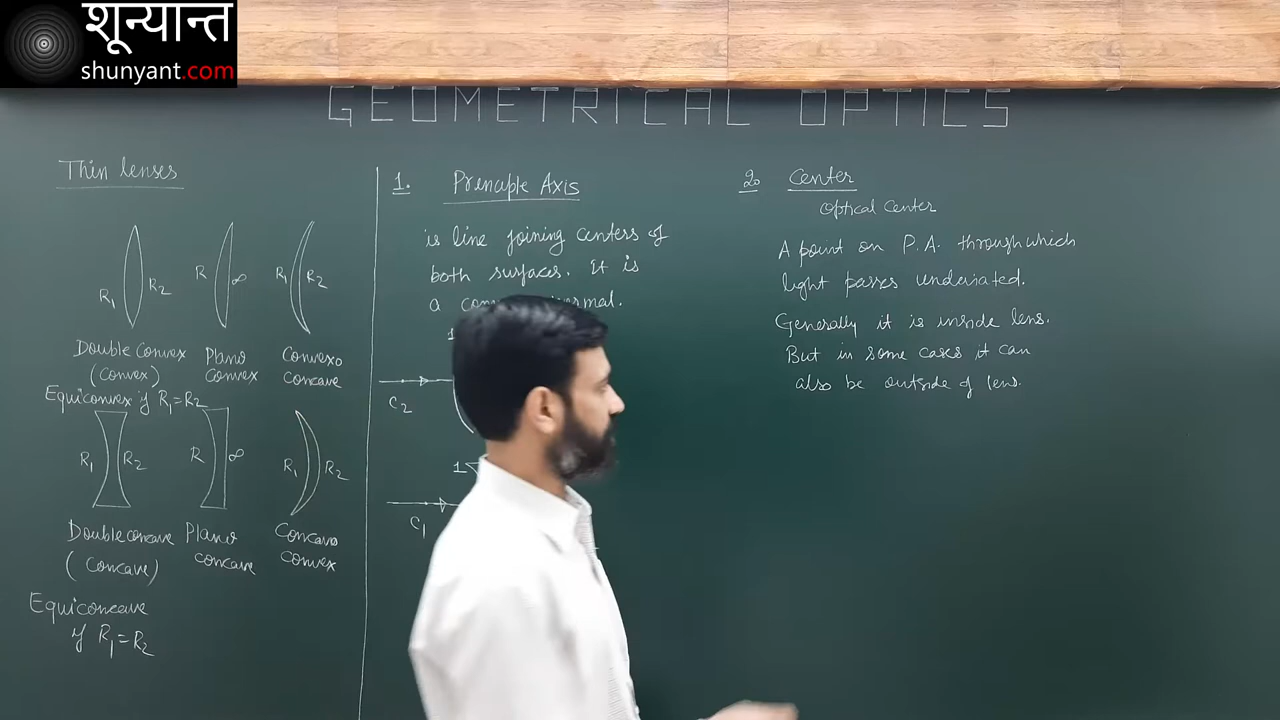 शून्यान्त
shunyant.com
GEOMETRICAL OPTICS
Thin lenses
R1 R2
R ∞
R1 R2
Double Convex
(Convex)
Plano
Convex
Convexo
concave
Equiconvex if R1=R2
R1 R2
R ∞
R1 R2
Double concave
(Concave)
Plano
concave
Concavo
convex
Equiconcave
if R1=R2
1. Principle Axis
is line joining centers of
both surfaces. It is
a normal.
1
C2
1
C1
2. Center
Optical Center
A point on P.A. through which
light passes undeviated.
Generally it is inside lens.
But in some cases it can
also be outside of lens.